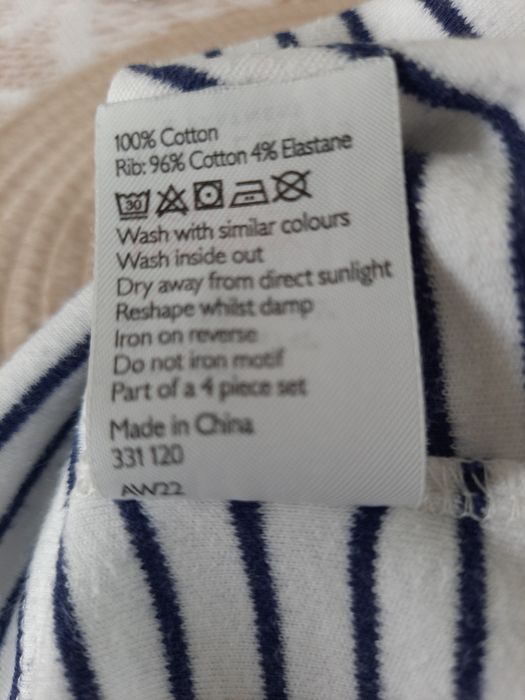 100% Cotton
Rib: 96% Cotton 4% Elastane
30
Wash with similar colours
Wash inside out
Dry away from direct sunlight
Reshape whilst damp
Iron on reverse
Do not iron motif
Part of a 4 piece set
Made in China
331 120
AW22